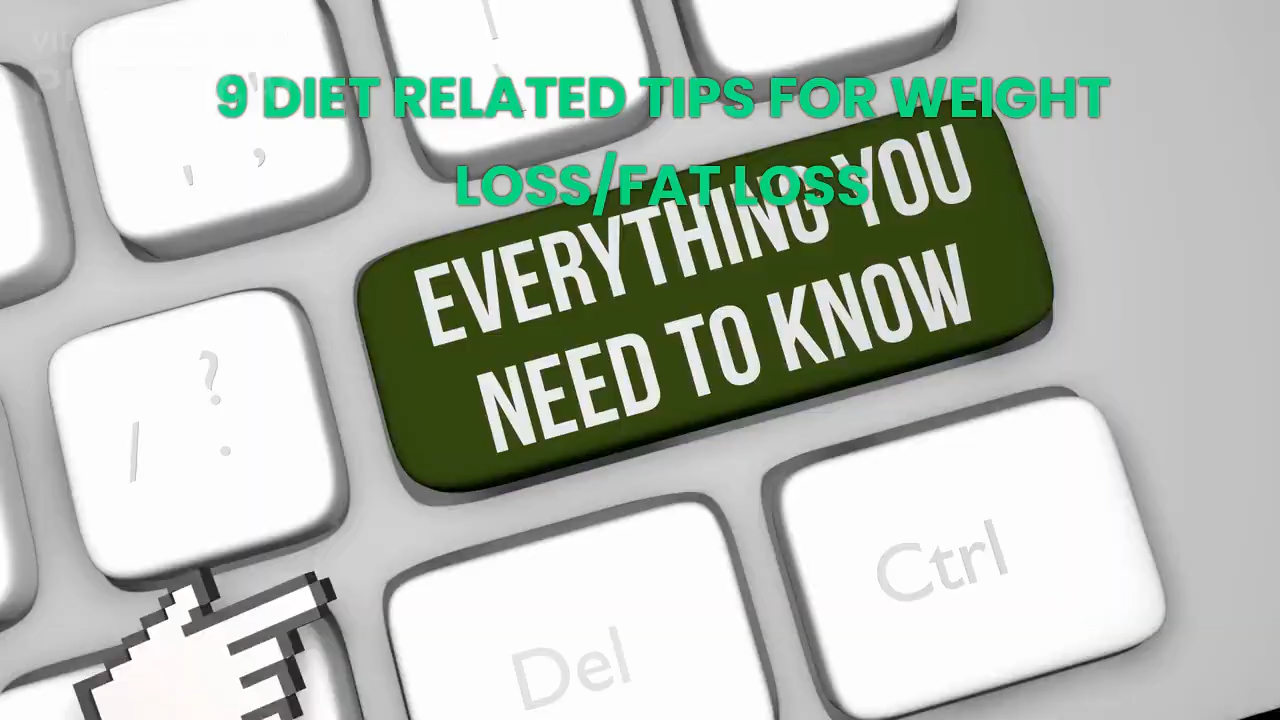 9 DIET RELATED TIPS FOR WEIGHT
LOSS/FAT LOSS
EVERYTHING YOU
NEED TO KNOW
" '
? / .
Ctrl
Del